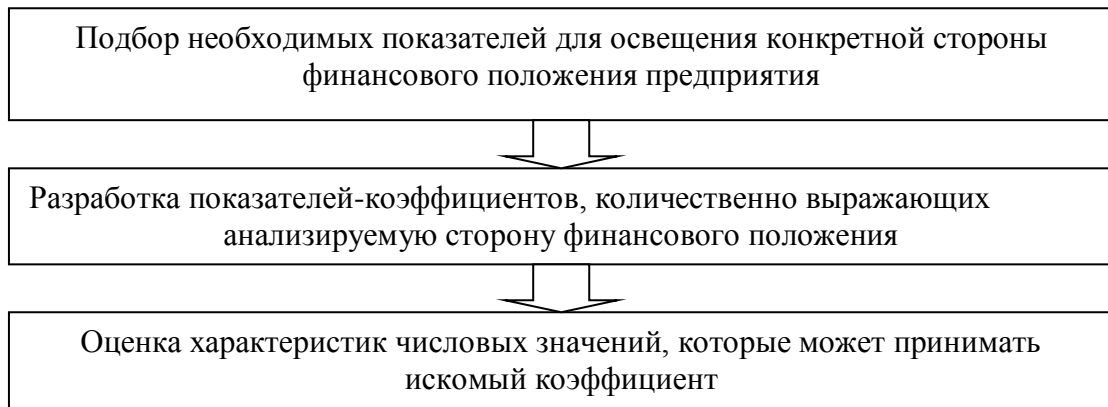 Подбор необходимых показателей для освещения конкретной стороны
финансового положения предприятия
Разработка показателей-коэффициентов, количественно выражающих
анализируемую сторону финансового положения
Оценка характеристик числовых значений, которые может принимать
искомый коэффициент